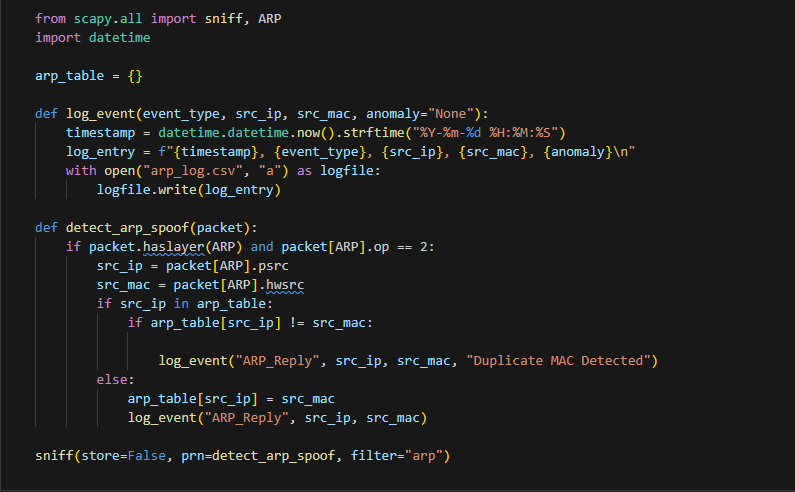 from scapy.all import sniff, ARP
import datetime

arp_table = {}

def log_event(event_type, src_ip, src_mac, anomaly="None"):
    timestamp = datetime.datetime.now().strftime("%Y-%m-%d %H:%M:%S")
    log_entry = f"{timestamp}, {event_type}, {src_ip}, {src_mac}, {anomaly}\n"
    with open("arp_log.csv", "a") as logfile:
        logfile.write(log_entry)

def detect_arp_spoof(packet):
    if packet.haslayer(ARP) and packet[ARP].op == 2:
        src_ip = packet[ARP].psrc
        src_mac = packet[ARP].hwsrc
        if src_ip in arp_table:
            if arp_table[src_ip] != src_mac:

                log_event("ARP_Reply", src_ip, src_mac, "Duplicate MAC Detected")
        else:
            arp_table[src_ip] = src_mac
            log_event("ARP_Reply", src_ip, src_mac)

sniff(store=False, prn=detect_arp_spoof, filter="arp")